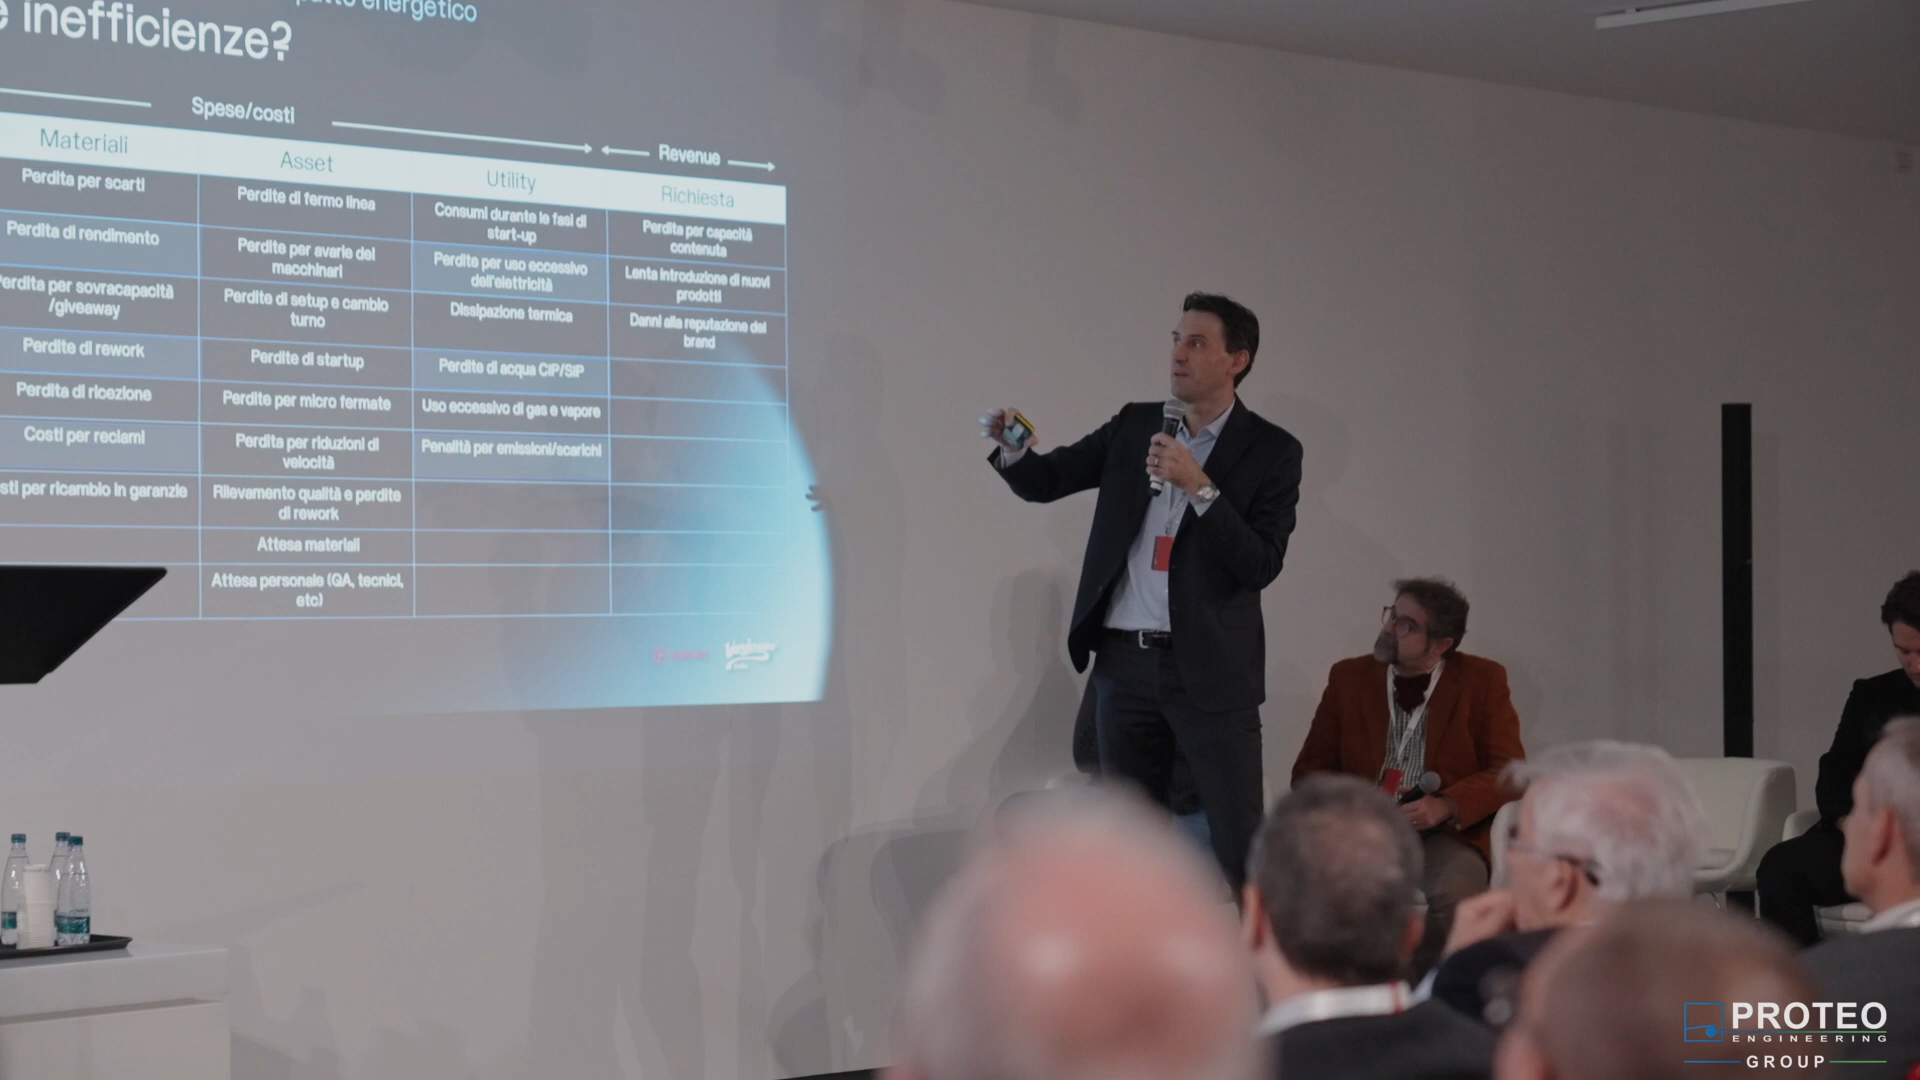 energetico
inefficienze?
Spese/costi
Revenue
Materiali
Asset
Utility
Richiesta
Perdita per scarti
Perdita di rendimento
Perdita per sovracapacità
/giveaway
Perdite di rework
Perdita di ricezione
Costi per reclami
per ricambio in garanzie
Perdite di fermo linea
Perdite per avarie dei
macchinari
Perdite di setup e cambio
turno
Perdite di startup
Perdite per micro fermate
Perdita per riduzioni di
velocità
Rilevamento qualità e perdite
di rework
Attesa materiali
Attesa personale (QA, tecnici,
etc)
Consumi durante le fasi di
start-up
Perdite per uso eccessivo
dell'elettricità
Dissipazione termica
Perdite di acqua CIP/SIP
Uso eccessivo di gas e vapore
Penalità per emissioni/scarichi
Perdita per capacità
contenuta
Lenta introduzione di nuovi
prodotti
Danni alla reputazione del
brand
PROTEO
ENGINEERING
GROUP